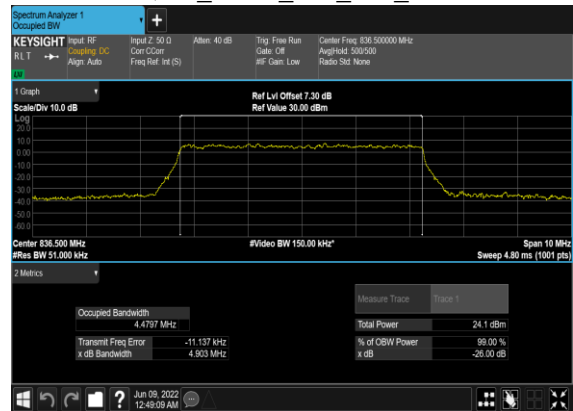 Spectrum Analyzer 1
Occupied BW
KEYSIGHT Input: RF Input Z: 50 Ω Atten: 40 dB Trig: Free Run Center Freq: 836.500000 MHz
RLT Coupling: DC Corr CCorr Gate: Off Avg|Hold: 500/500
Align: Auto Freq Ref: Int (S) #IF Gain: Low Radio Std: None
LW
1 Graph
Ref Lvl Offset 7.30 dB
Scale/Div 10.0 dB Ref Value 30.00 dBm
Log
20.0
10.0
0.00
-10.0
-20.0
-30.0
-40.0
-50.0
-60.0
Center 836.500 MHz #Video BW 150.00 kHz* Span 10 MHz
#Res BW 51.000 kHz Sweep 4.80 ms (1001 pts)
2 Metrics
Measure Trace Trace 1
Occupied Bandwidth
4.4797 MHz Total Power 24.1 dBm
Transmit Freq Error -11.137 kHz % of OBW Power 99.00 %
x dB Bandwidth 4.903 MHz x dB -26.00 dB
Jun 09, 2022
12:49:09 AM